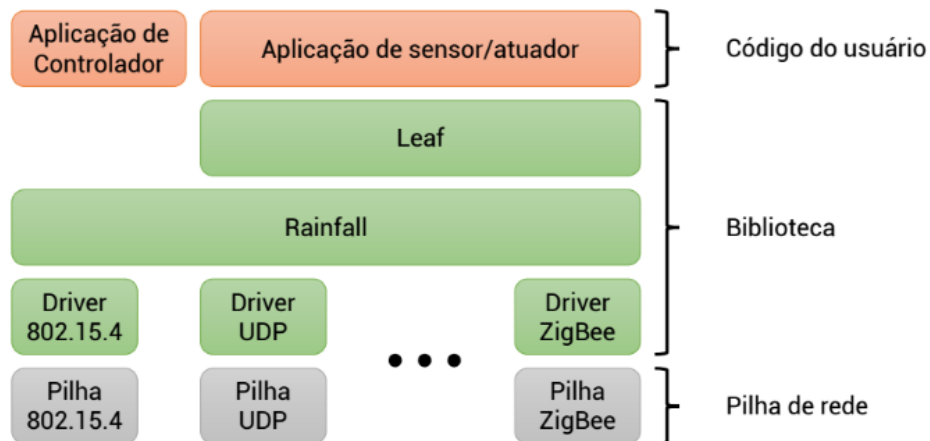 Aplicação de
Controlador
Aplicação de sensor/atuador
Código do usuário
Leaf
Rainfall
Biblioteca
Driver
802.15.4
Driver
UDP
Driver
ZigBee
Pilha
802.15.4
Pilha
UDP
Pilha
ZigBee
Pilha de rede